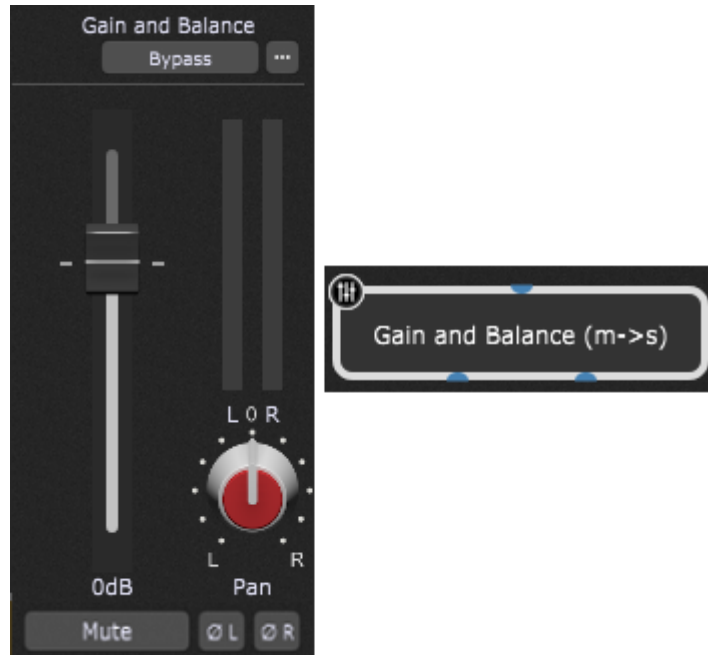 Gain and Balance
Bypass ...
L 0 R
L R
0dB Pan
Mute Ø L Ø R
Gain and Balance (m->s)